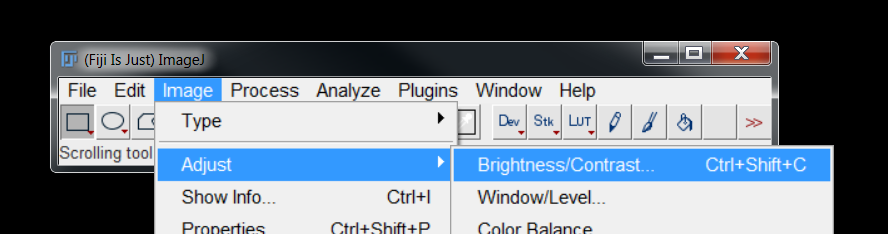 (Fiji Is Just) ImageJ
File Edit Image Process Analyze Plugins Window Help
Type
Dev Stk LUT >>
Scrolling tool
Adjust
Brightness/Contrast... Ctrl+Shift+C
Show Info... Ctrl+I
Window/Level...
Properties Ctrl+Shift+P
Color Balance